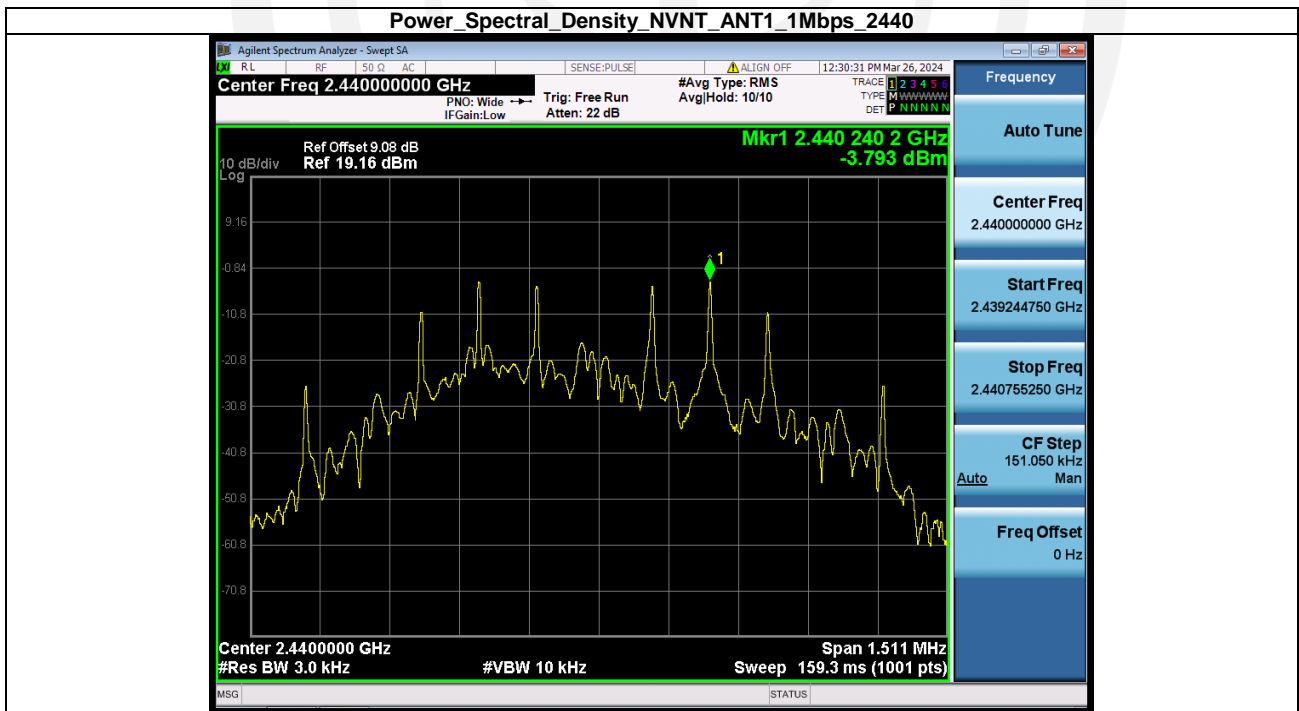 Power_Spectral_Density_NVNT_ANT1_1Mbps_2440
Agilent Spectrum Analyzer - Swept SA
LXI RL RF 50 Ω AC SENSE:PULSE ALIGN OFF 12:30:31 PM Mar 26, 2024
Center Freq 2.440000000 GHz
PNO: Wide
IFGain:Low
Trig: Free Run
Atten: 22 dB
#Avg Type: RMS
Avg|Hold: 10/10
TRACE 1 2 3 4 5 6
TYPE M WWWWW
DET P N N N N N
Mkr1 2.440 240 2 GHz
-3.793 dBm
Ref Offset 9.08 dB
10 dB/div Ref 19.16 dBm
Log
9.16
-0.84
-10.8
-20.8
-30.8
-40.8
-50.8
-60.8
-70.8
1
Center 2.4400000 GHz Span 1.511 MHz
#Res BW 3.0 kHz #VBW 10 kHz Sweep 159.3 ms (1001 pts)
MSG STATUS
Frequency
Auto Tune
Center Freq
2.440000000 GHz
Start Freq
2.439244750 GHz
Stop Freq
2.440755250 GHz
CF Step
151.050 kHz
Auto Man
Freq Offset
0 Hz